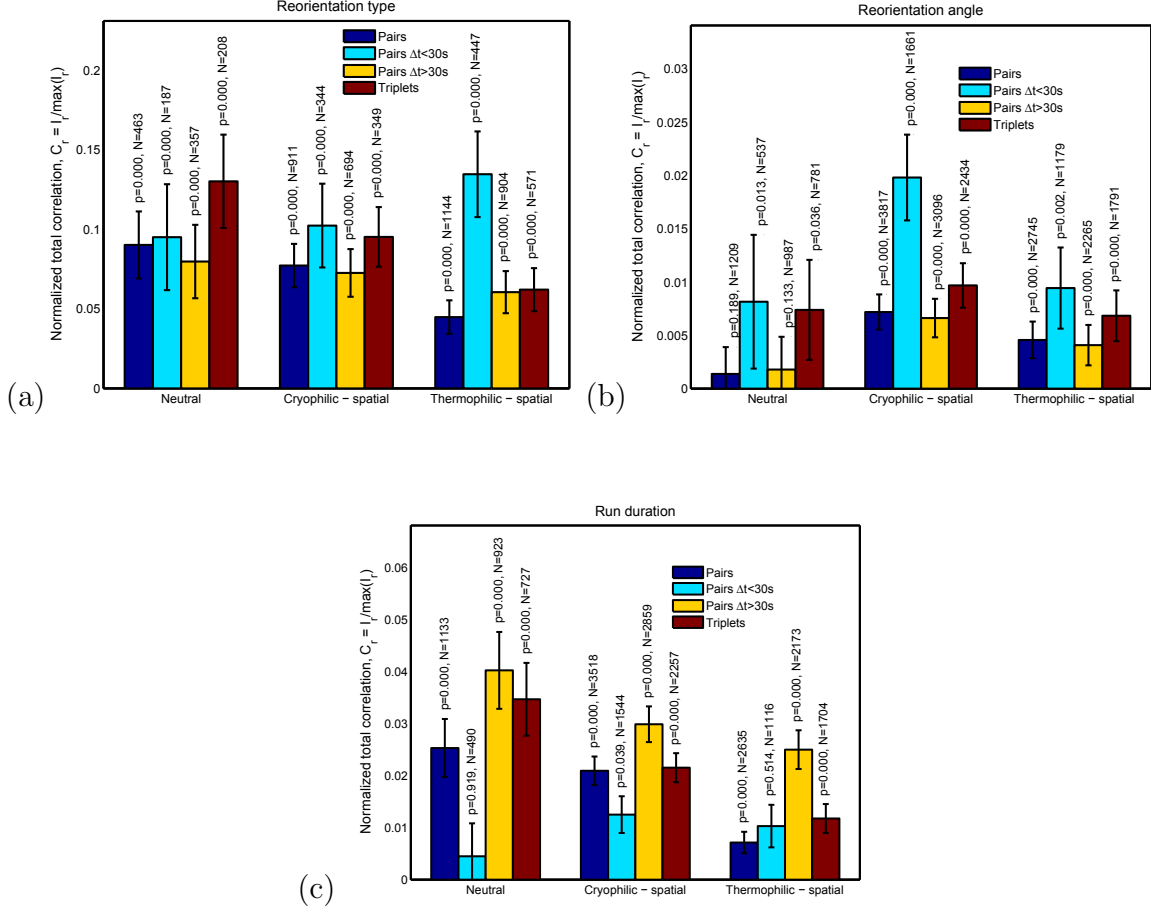 Reorientation type
Normalized total correlation, C_r = I_r/max(I_r)
0.2
0.15
0.1
0.05
0
Pairs
Pairs Δt<30s
Pairs Δt>30s
Triplets
p=0.000, N=463
p=0.000, N=187
p=0.000, N=357
p=0.000, N=208
p=0.000, N=911
p=0.000, N=344
p=0.000, N=694
p=0.000, N=349
p=0.000, N=1144
p=0.000, N=447
p=0.000, N=904
p=0.000, N=571
Neutral
Cryophilic − spatial
Thermophilic − spatial
(a)
Reorientation angle
Normalized total correlation, C_r = I_r/max(I_r)
0.03
0.025
0.02
0.015
0.01
0.005
0
Pairs
Pairs Δt<30s
Pairs Δt>30s
Triplets
p=0.189, N=1209
p=0.013, N=537
p=0.133, N=987
p=0.036, N=781
p=0.000, N=3817
p=0.000, N=1661
p=0.000, N=3096
p=0.000, N=2434
p=0.000, N=2745
p=0.002, N=1179
p=0.000, N=2265
p=0.000, N=1791
Neutral
Cryophilic − spatial
Thermophilic − spatial
(b)
Run duration
Normalized total correlation, C_r = I_r/max(I_r)
0.06
0.05
0.04
0.03
0.02
0.01
0
Pairs
Pairs Δt<30s
Pairs Δt>30s
Triplets
p=0.000, N=1133
p=0.919, N=490
p=0.000, N=923
p=0.000, N=727
p=0.000, N=3518
p=0.039, N=1544
p=0.000, N=2859
p=0.000, N=2257
p=0.000, N=2635
p=0.514, N=1116
p=0.000, N=2173
p=0.000, N=1704
Neutral
Cryophilic − spatial
Thermophilic − spatial
(c)